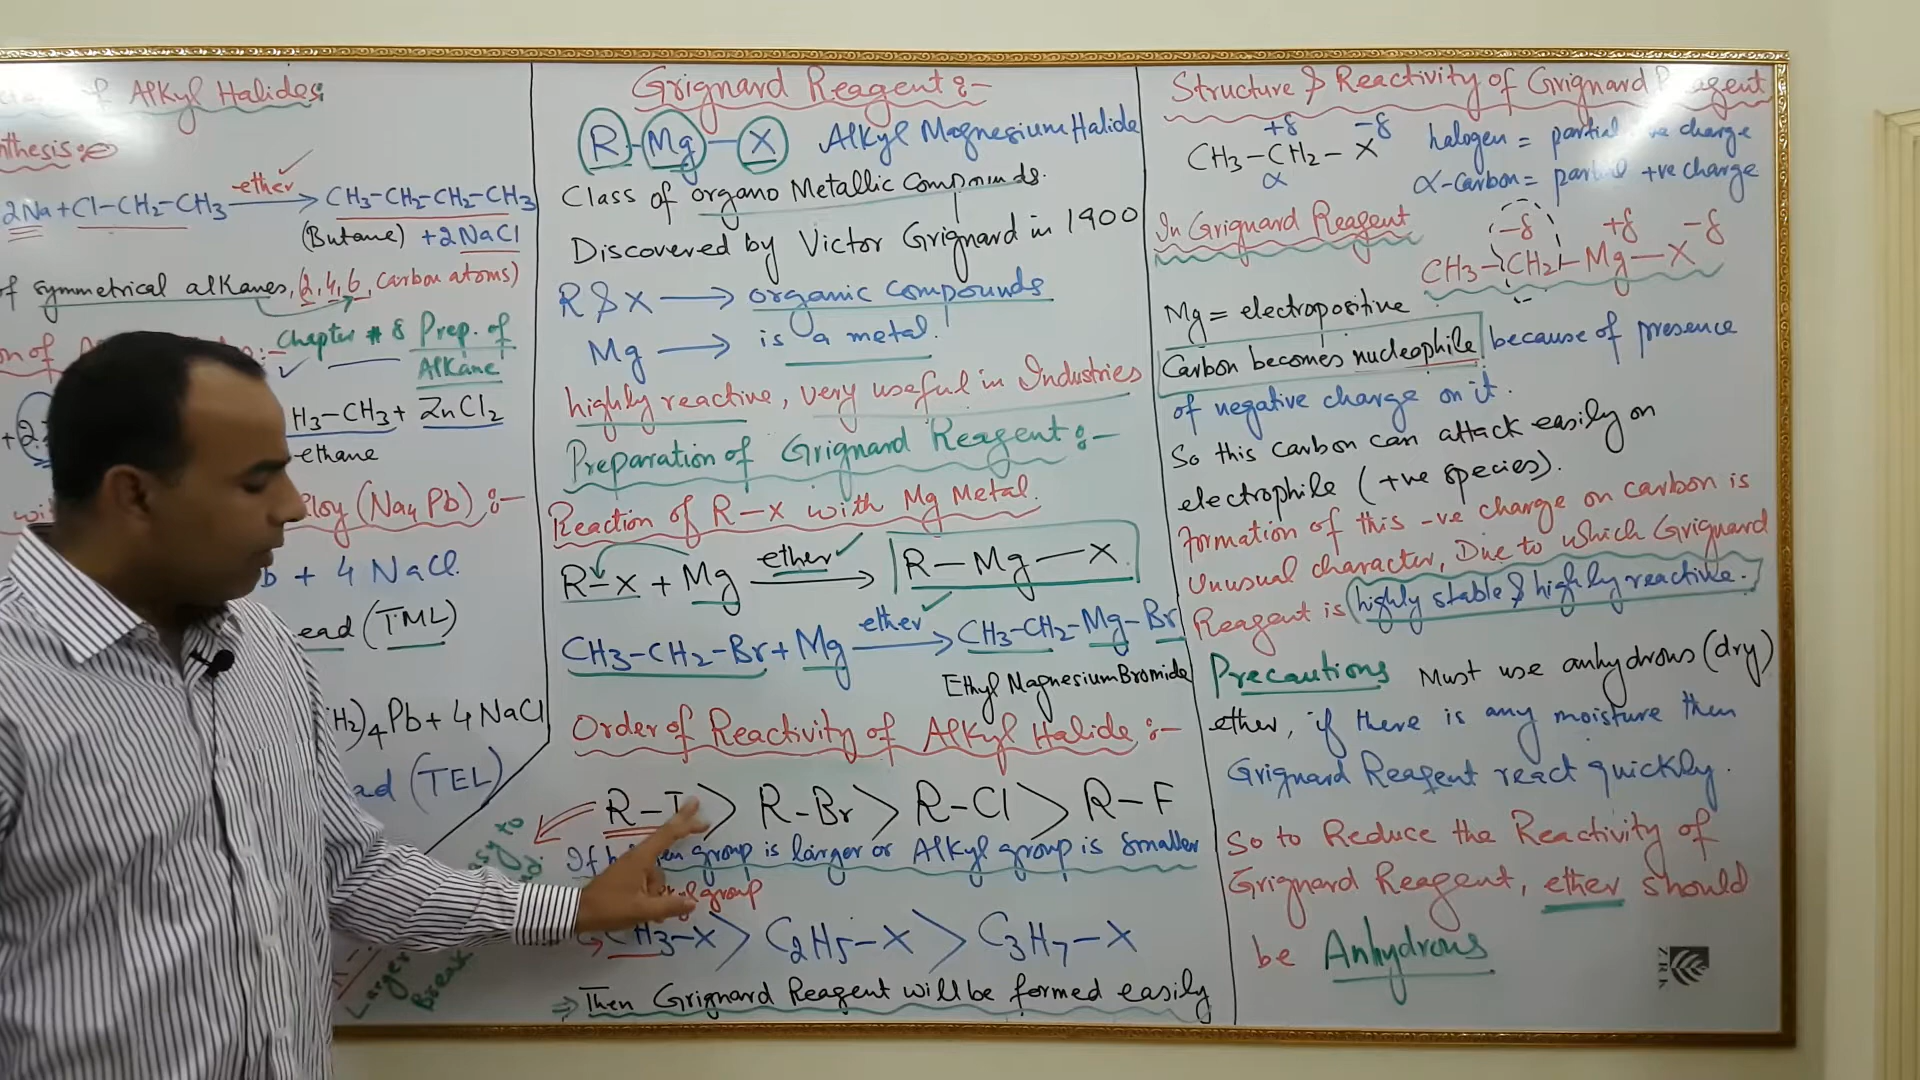 of Alkyl Halides
nthesis:
2Na+Cl-CH2-CH3 ether CH3-CH2-CH2-CH3
(Butane) +2NaCl
of symmetrical alkanes, (2,4,6, carbon atoms)
Chapter # 8 Prep. of
Alkane
H3-CH3+ ZnCl2
ethane
lloy (Na4 Pb) :-
b + 4 NaCl.
ead (TML)
H2)4Pb+ 4NaCl
ad (TEL)
Larger
Break
Grignard Reagent:-
R-Mg-X Alkyl Magnesium Halide
Class of organo Metallic Compounds.
Discovered by Victor Grignard in 1900
R & X → organic compounds
Mg → is a metal.
highly reactive, very useful in Industries
Preparation of Grignard Reagent:-
Reaction of R-X with Mg Metal.
R-X + Mg ether → R-Mg-X
CH3-CH2-Br+Mg ether → CH3-CH2-Mg-Br
Ethyl Magnesium Bromide
Order of Reactivity of Alkyl Halide:-
R-I > R-Br > R-Cl > R-F
If group is larger or Alkyl group is smaller
group
CH3-X > C2H5-X > C3H7-X
⇒ Then Grignard Reagent will be formed easily
Structure & Reactivity of Grignard Reagent
+δ -δ
CH3-CH2-X
α
halogen = partial -ve charge
α-carbon = partial +ve charge
In Grignard Reagent
-δ +δ -δ
CH3-CH2-Mg-X
Mg = electropositive
Carbon becomes nucleophile because of presence
of negative charge on it.
So this carbon can attack easily on
electrophile (+ve species).
formation of this -ve charge on carbon is
unusual character, Due to which Grignard
Reagent is highly stable & highly reactive.
Precautions Must use anhydrous (dry)
ether, if there is any moisture then
Grignard Reagent react quickly.
So to Reduce the Reactivity of
Grignard Reagent, ether should
be Anhydrous